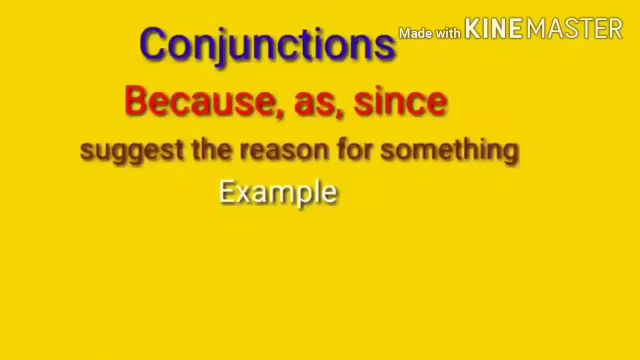 Conjunctions
Made with KINEMASTER
Because, as, since
suggest the reason for something
Example